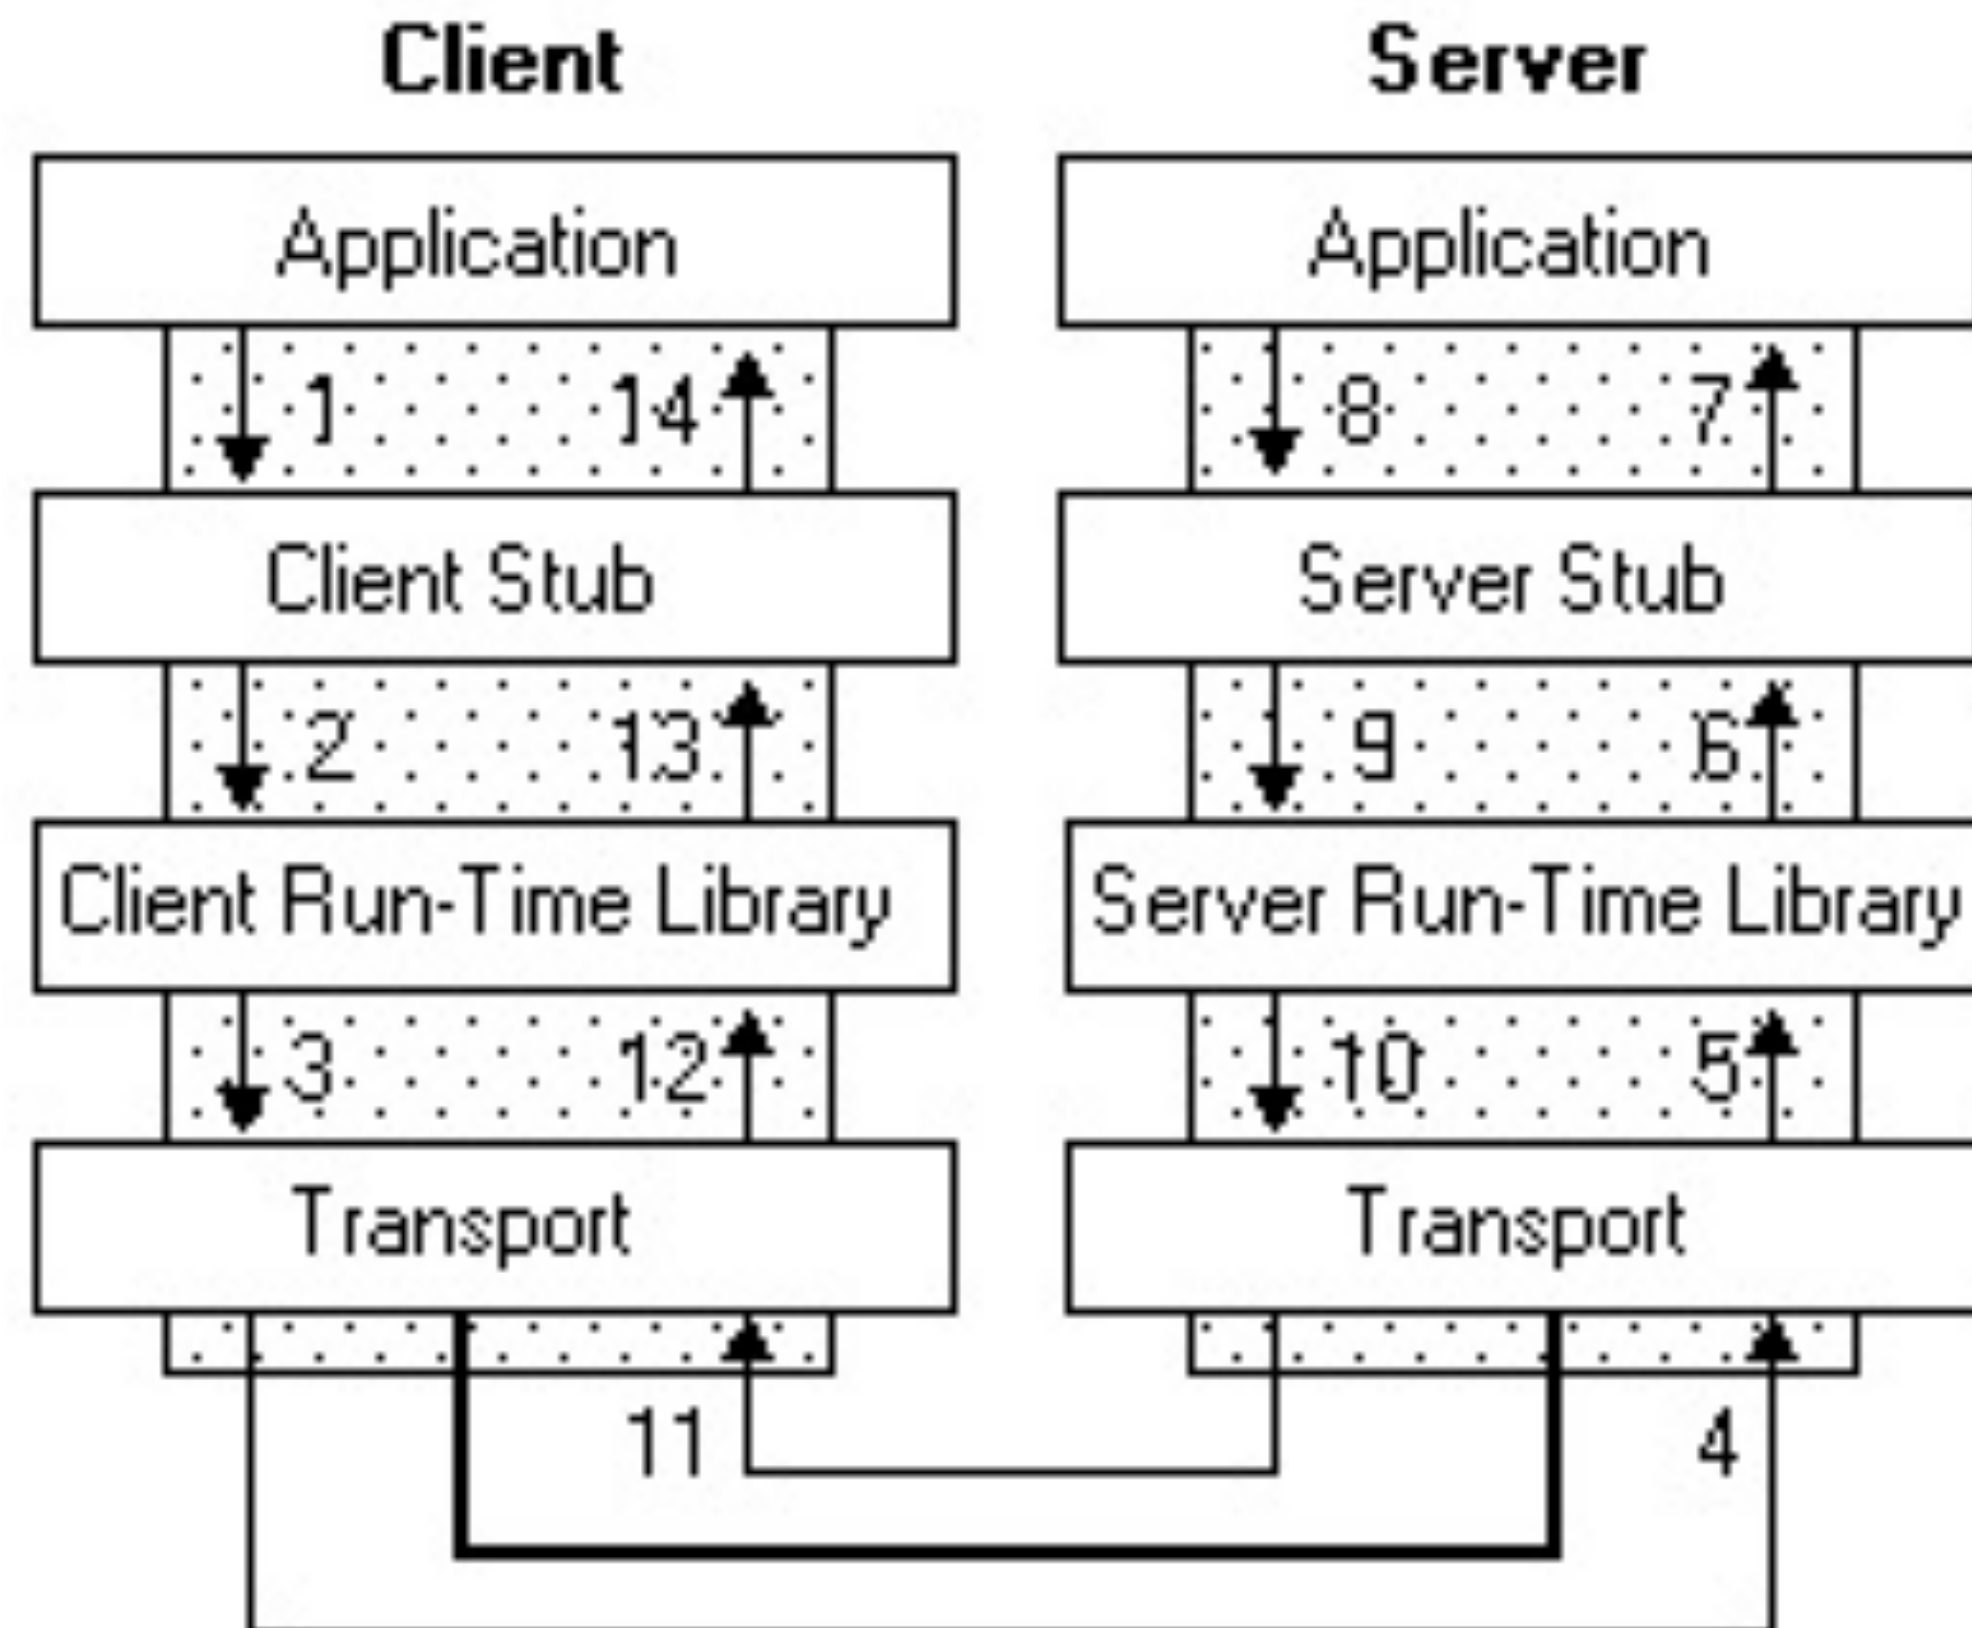 Client Server
Application Application
1 14 8 7
Client Stub Server Stub
2 13 9 6
Client Run-Time Library Server Run-Time Library
3 12 10 5
Transport Transport
11 4